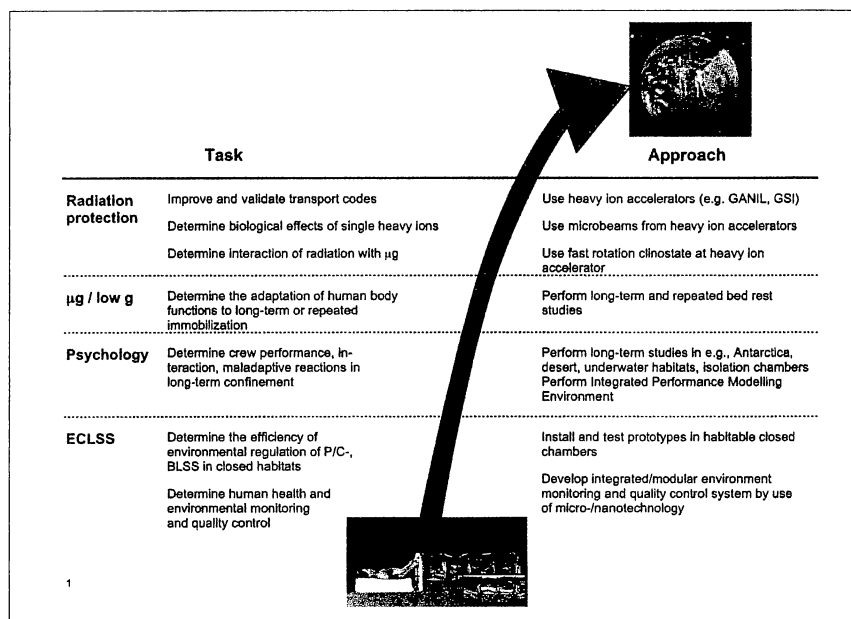 Task
Approach
Radiation
protection
Improve and validate transport codes
Use heavy ion accelerators (e.g. GANIL, GSI)
Determine biological effects of single heavy ions
Use microbeams from heavy ion accelerators
Determine interaction of radiation with µg
Use fast rotation clinostate at heavy ion
accelerator
µg / low g
Determine the adaptation of human body
functions to long-term or repeated
immobilization
Perform long-term and repeated bed rest
studies
Psychology
Determine crew performance, in-
teraction, maladaptive reactions in
long-term confinement
Perform long-term studies in e.g., Antarctica,
desert, underwater habitats, isolation chambers
Perform Integrated Performance Modelling
Environment
ECLSS
Determine the efficiency of
environmental regulation of P/C-,
BLSS in closed habitats
Install and test prototypes in habitable closed
chambers
Determine human health and
environmental monitoring
and quality control
Develop integrated/modular environment
monitoring and quality control system by use
of micro-/nanotechnology
1